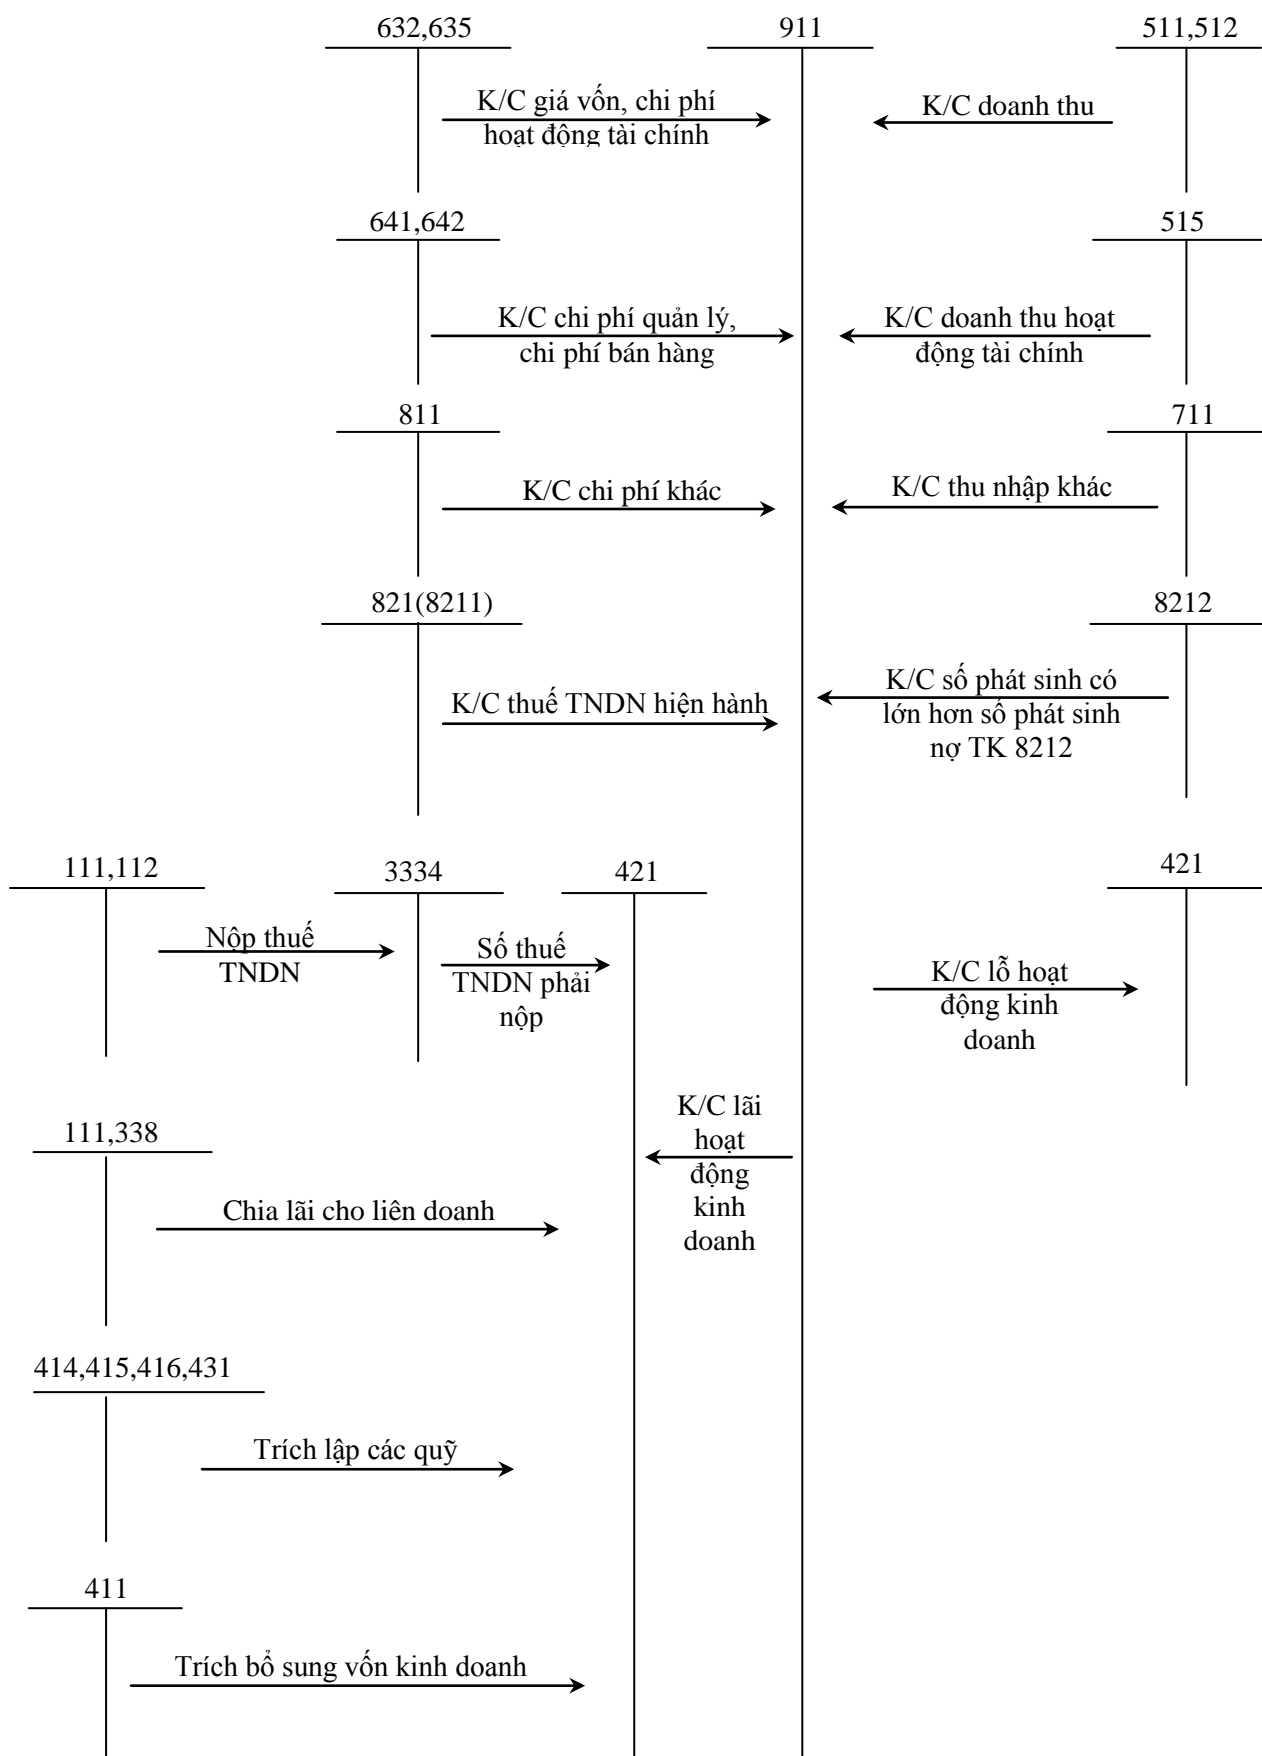 632,635
911
511,512
K/C giá vốn, chi phí
hoạt động tài chính
K/C doanh thu
641,642
515
K/C chi phí quản lý,
chi phí bán hàng
K/C doanh thu hoạt
động tài chính
811
711
K/C chi phí khác
K/C thu nhập khác
821(8211)
8212
K/C thuế TNDN hiện hành
K/C số phát sinh có
lớn hơn số phát sinh
nợ TK 8212
111,112
3334
421
421
Nộp thuế
TNDN
Số thuế
TNDN phải
nộp
K/C lỗ hoạt
động kinh
doanh
K/C lãi
hoạt
động
kinh
doanh
111,338
Chia lãi cho liên doanh
414,415,416,431
Trích lập các quỹ
411
Trích bổ sung vốn kinh doanh